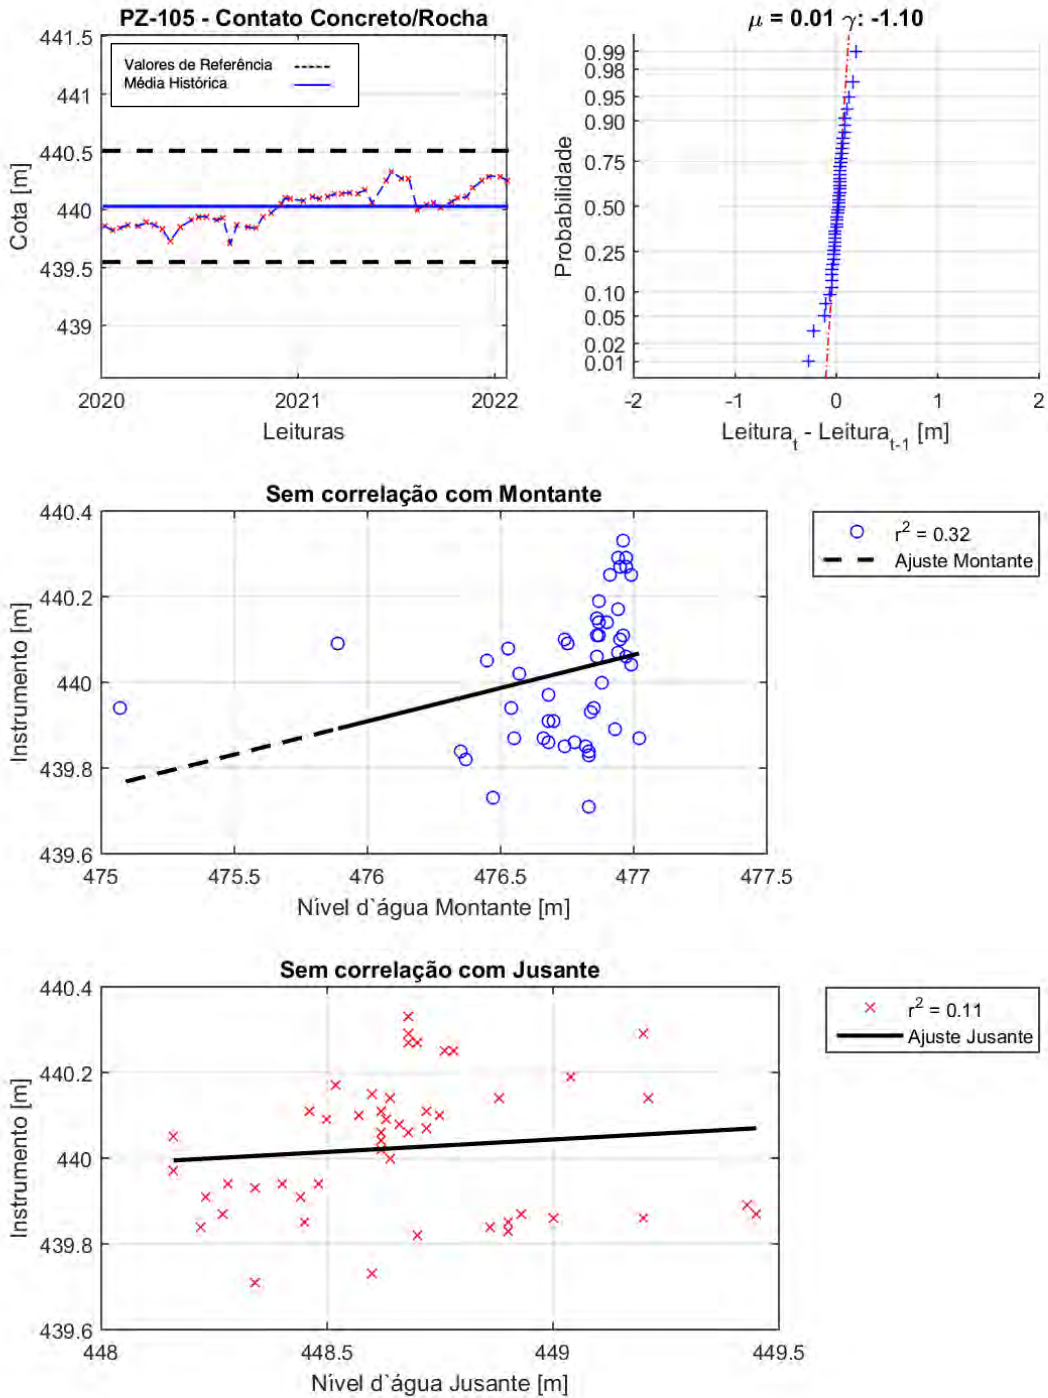 PZ-105 - Contato Concreto/Rocha
441.5
441
440.5
440
439.5
439
Cota [m]
Valores de Referência
Média Histórica
2020
2021
2022
Leituras
μ = 0.01 γ: -1.10
0.99
0.98
0.95
0.90
0.75
0.50
0.25
0.10
0.05
0.02
0.01
Probabilidade
-2
-1
0
1
2
Leitura_t - Leitura_t-1 [m]
Sem correlação com Montante
440.4
440.2
440
439.8
439.6
Instrumento [m]
475
475.5
476
476.5
477
477.5
Nível d`água Montante [m]
r² = 0.32
Ajuste Montante
Sem correlação com Jusante
440.4
440.2
440
439.8
439.6
Instrumento [m]
448
448.5
449
449.5
Nível d`água Jusante [m]
r² = 0.11
Ajuste Jusante